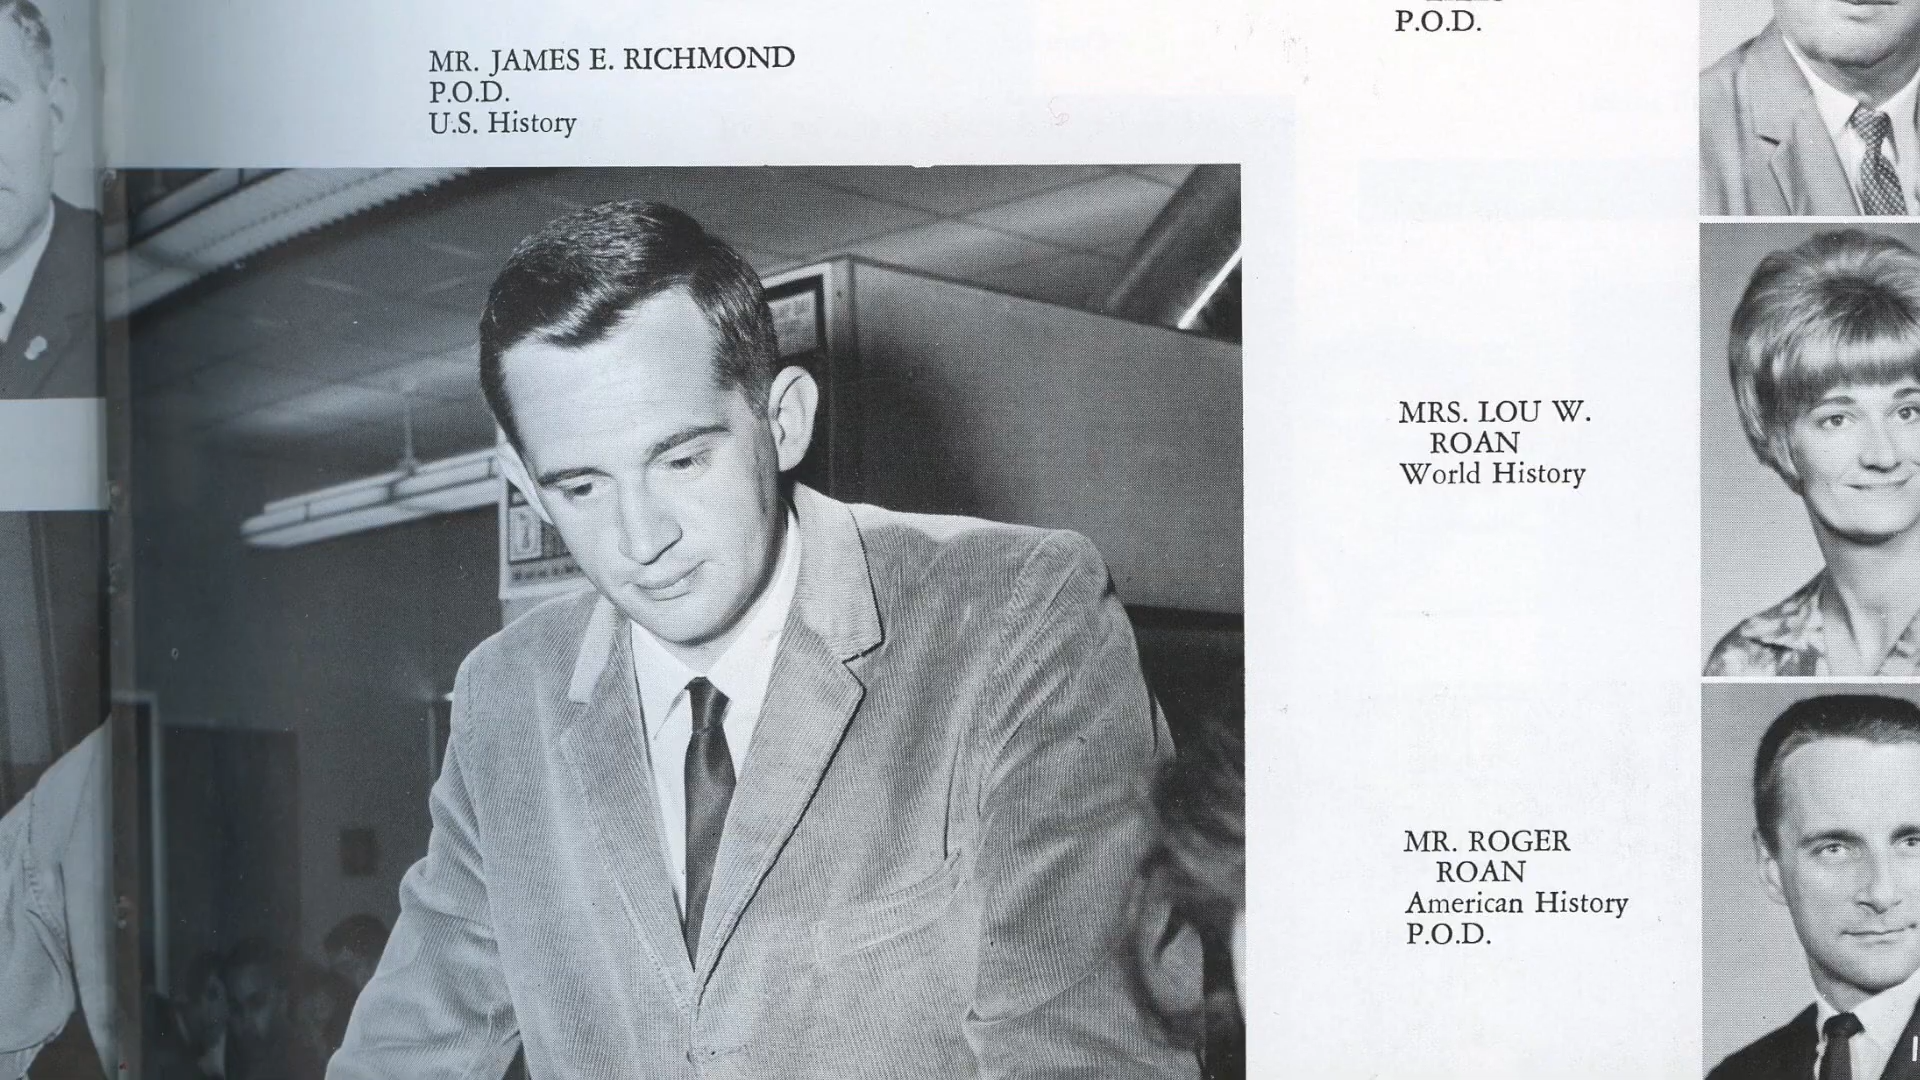 MR. JAMES E. RICHMOND
P.O.D.
U.S. History
P.O.D.
MRS. LOU W.
ROAN
World History
MR. ROGER
ROAN
American History
P.O.D.